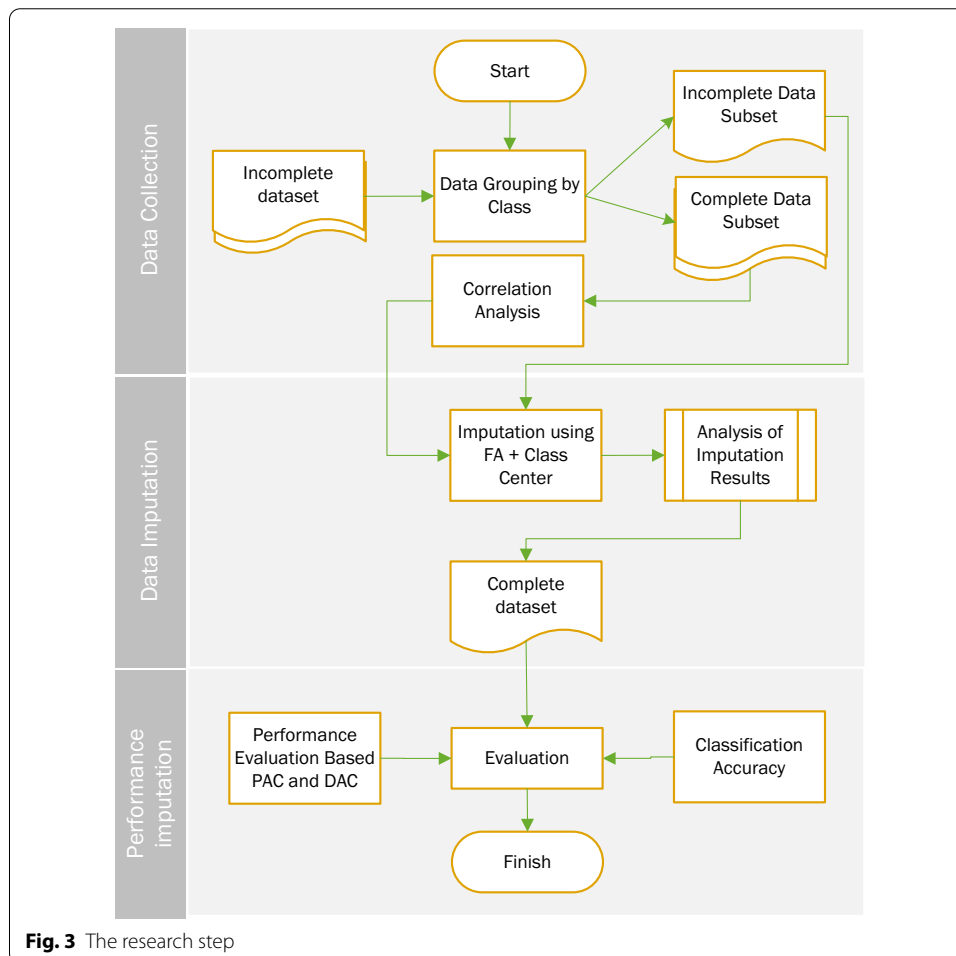 Data Collection
Start
Incomplete Data
Subset
Incomplete
dataset
Data Grouping by
Class
Complete Data
Subset
Correlation
Analysis
Data Imputation
Imputation using
FA + Class
Center
Analysis of
Imputation
Results
Complete
dataset
Performance
imputation
Performance
Evaluation Based
PAC and DAC
Evaluation
Classification
Accuracy
Finish
Fig. 3 The research step